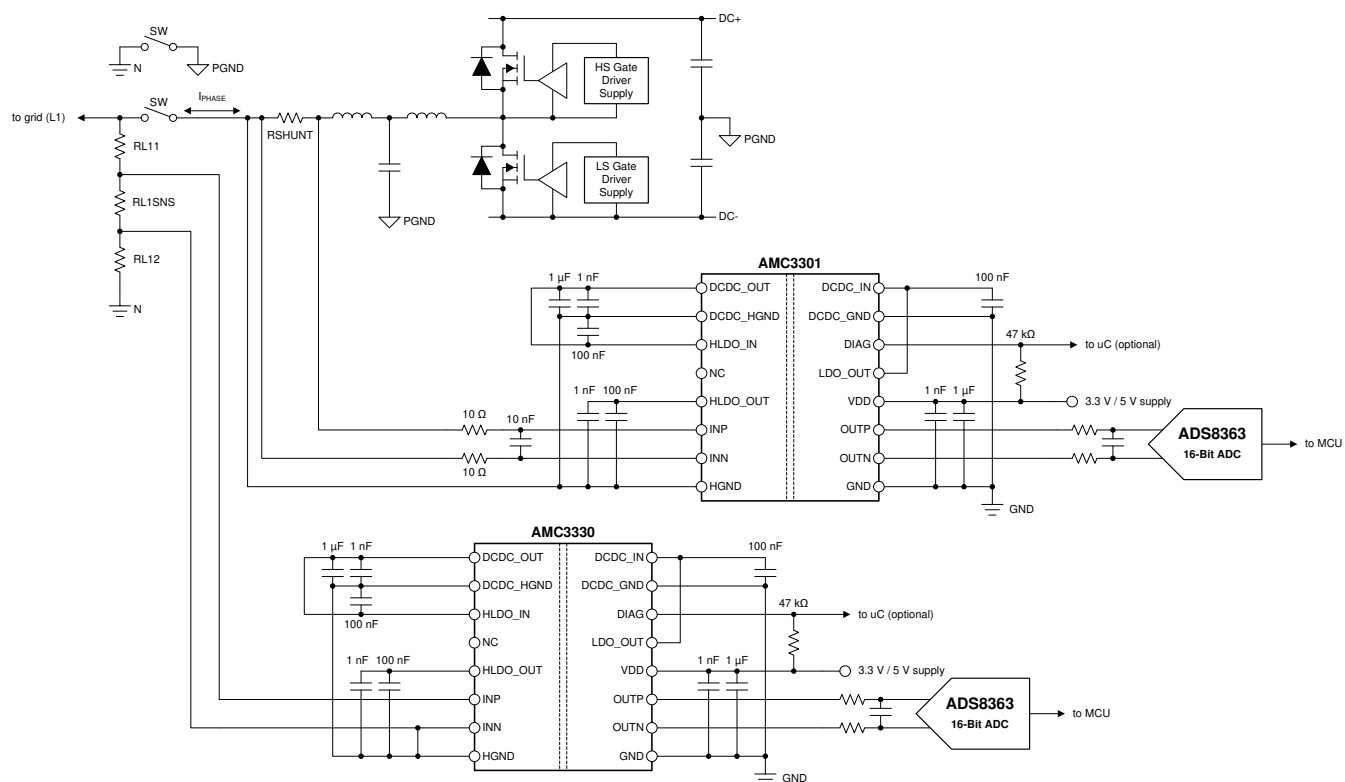 DC+
SW
N
PGND
HS Gate
Driver
Supply
SW
IPHASE
to grid (L1)
RSHUNT
PGND
RL11
LS Gate
Driver
Supply
RL1SNS
PGND
DC-
RL12
N
AMC3301
1 µF
1 nF
100 nF
DCDC_OUT
DCDC_IN
DCDC_HGND
DCDC_GND
47 kΩ
HLDO_IN
DIAG
to uC (optional)
100 nF
NC
LDO_OUT
1 nF
100 nF
HLDO_OUT
VDD
1 nF
1 µF
3.3 V / 5 V supply
10 Ω
10 nF
INP
OUTP
ADS8363
16-Bit ADC
to MCU
INN
OUTN
10 Ω
HGND
GND
GND
AMC3330
1 µF
1 nF
100 nF
DCDC_OUT
DCDC_IN
DCDC_HGND
DCDC_GND
47 kΩ
HLDO_IN
DIAG
to uC (optional)
100 nF
NC
LDO_OUT
1 nF
100 nF
HLDO_OUT
VDD
1 nF
1 µF
3.3 V / 5 V supply
INP
OUTP
ADS8363
16-Bit ADC
to MCU
INN
OUTN
HGND
GND
GND